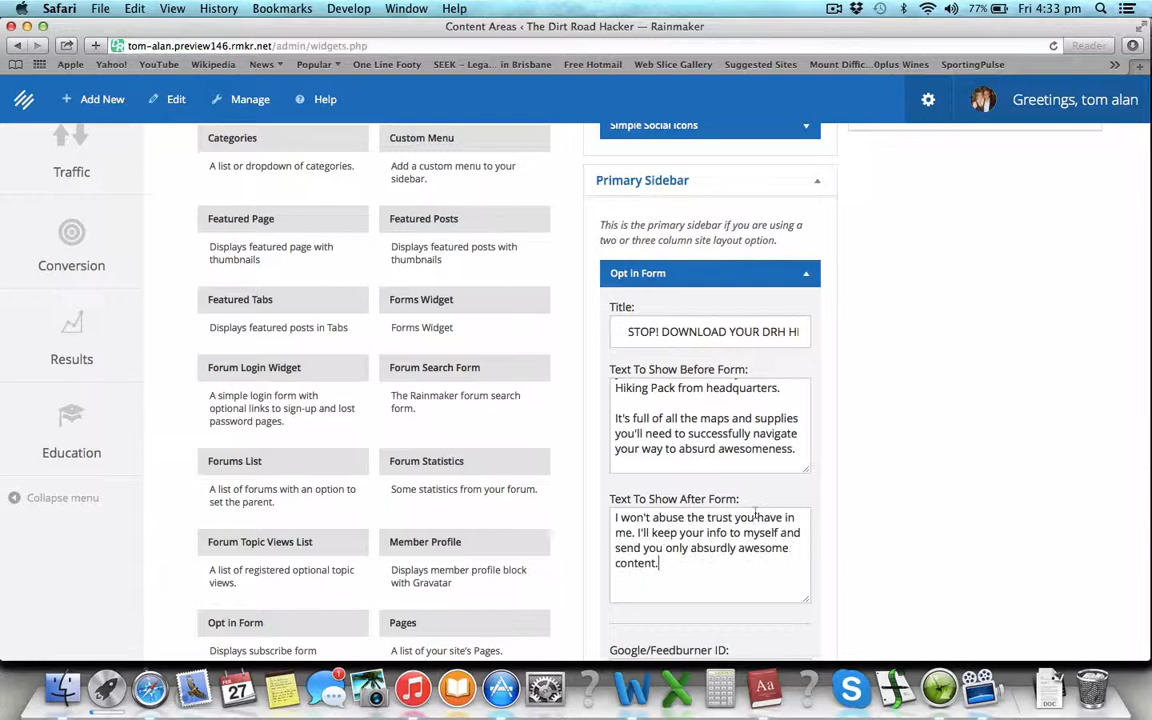 Safari File Edit View History Bookmarks Develop Window Help 77% Fri 4:33 pm
Content Areas ‹ The Dirt Road Hacker — Rainmaker
tom-alan.preview146.rmkr.net/admin/widgets.php Reader
Apple Yahoo! YouTube Wikipedia News Popular One Line Footy SEEK - Lega... in Brisbane Free Hotmail Web Slice Gallery Suggested Sites Mount Diffic...0plus Wines SportingPulse
Add New Edit Manage Help Greetings, tom alan
Traffic
Conversion
Results
Education
Collapse menu
Categories
A list or dropdown of categories.
Custom Menu
Add a custom menu to your
sidebar.
Featured Page
Displays featured page with
thumbnails
Featured Posts
Displays featured posts with
thumbnails
Featured Tabs
Displays featured posts in Tabs
Forms Widget
Forms Widget
Forum Login Widget
A simple login form with
optional links to sign-up and lost
password pages.
Forum Search Form
The Rainmaker forum search
form.
Forums List
A list of forums with an option to
set the parent.
Forum Statistics
Some statistics from your forum.
Forum Topic Views List
A list of registered optional topic
views.
Member Profile
Displays member profile block
with Gravatar
Opt in Form
Displays subscribe form
Pages
A list of your site's Pages.
Simple Social Icons
Primary Sidebar
This is the primary sidebar if you are using a
two or three column site layout option.
Opt in Form
Title:
STOP! DOWNLOAD YOUR DRH HI
Text To Show Before Form:
Hiking Pack from headquarters.
It's full of all the maps and supplies
you'll need to successfully navigate
your way to absurd awesomeness.
Text To Show After Form:
I won't abuse the trust you have in
me. I'll keep your info to myself and
send you only absurdly awesome
content.
Google/Feedburner ID:
FEB
27
1
Aa
DOC